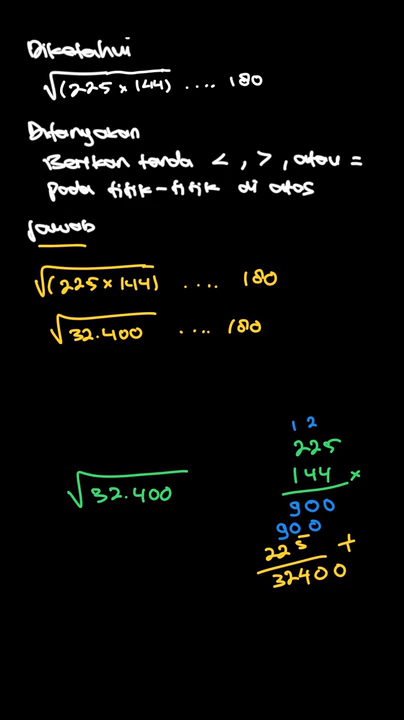 Diketahui
√(225 × 144) .... 180
Ditanyakan
Berikan tanda < , > , atau =
pada titik-titik di atas
Jawab
√(225 × 144) .... 180
√32.400 .... 180
√32.400
1 2
225
144 ×
900
900
225 +
32400